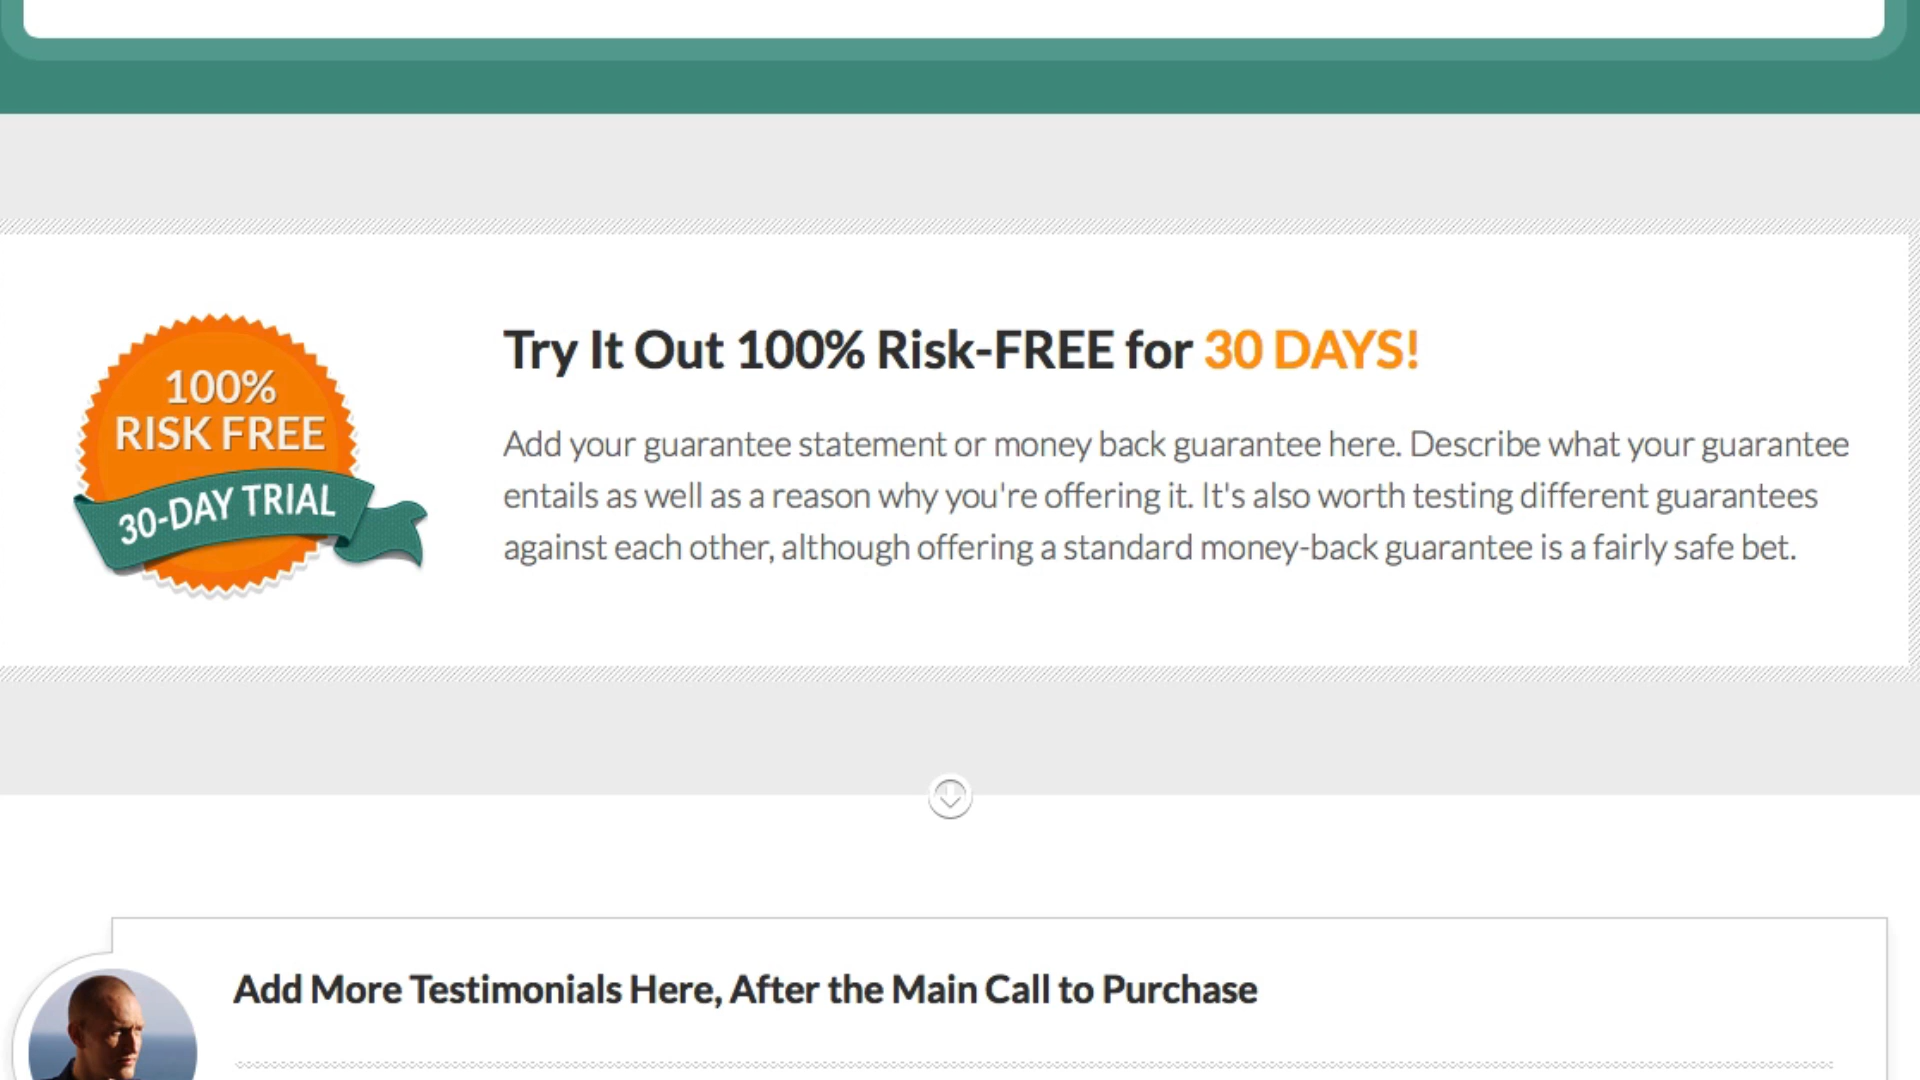 100%
RISK FREE
30-DAY TRIAL
Try It Out 100% Risk-FREE for 30 DAYS!
Add your guarantee statement or money back guarantee here. Describe what your guarantee
entails as well as a reason why you're offering it. It's also worth testing different guarantees
against each other, although offering a standard money-back guarantee is a fairly safe bet.
Add More Testimonials Here, After the Main Call to Purchase